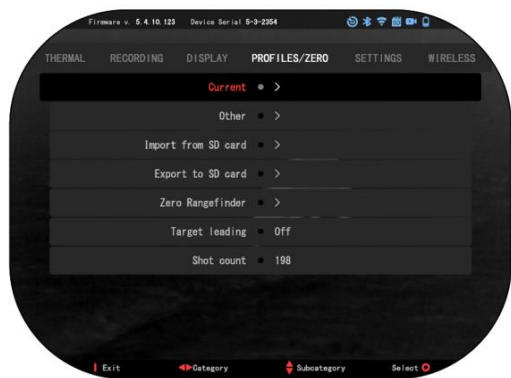 Firmware v. 5.4.10.123 Device Serial 5-3-2354
THERMAL RECORDING DISPLAY PROFILES/ZERO SETTINGS WIRELESS
Current >
Other >
Import from SD card >
Export to SD card >
Zero Rangefinder >
Target leading Off
Shot count 198
Exit Category Subcategory Select